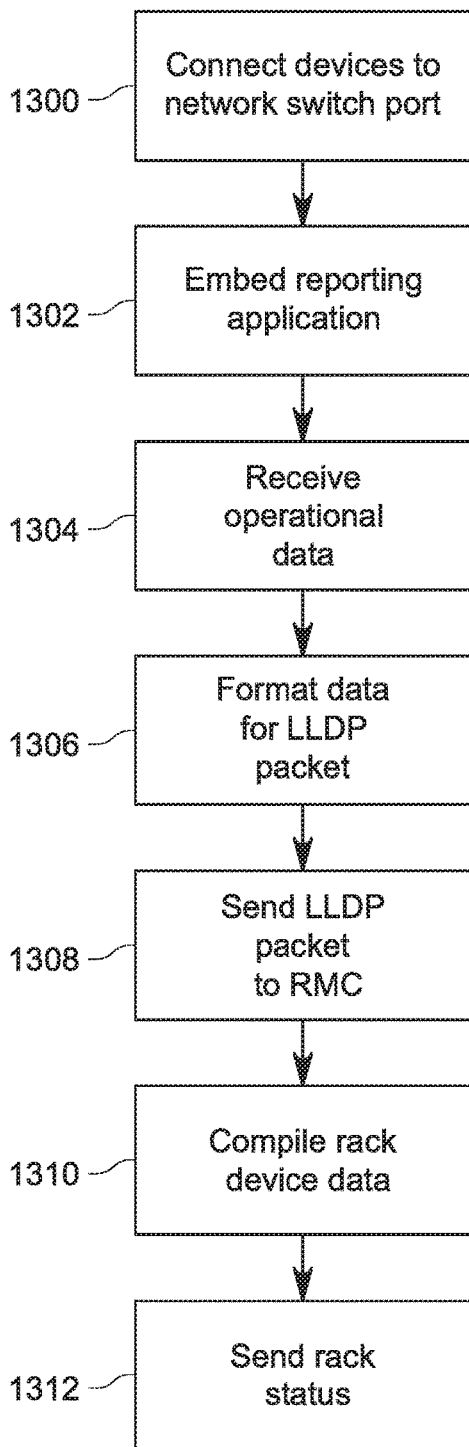 1300
Connect devices to
network switch port
1302
Embed reporting
application
1304
Receive
operational
data
1306
Format data
for LLDP
packet
1308
Send LLDP
packet
to RMC
1310
Compile rack
device data
1312
Send rack
status